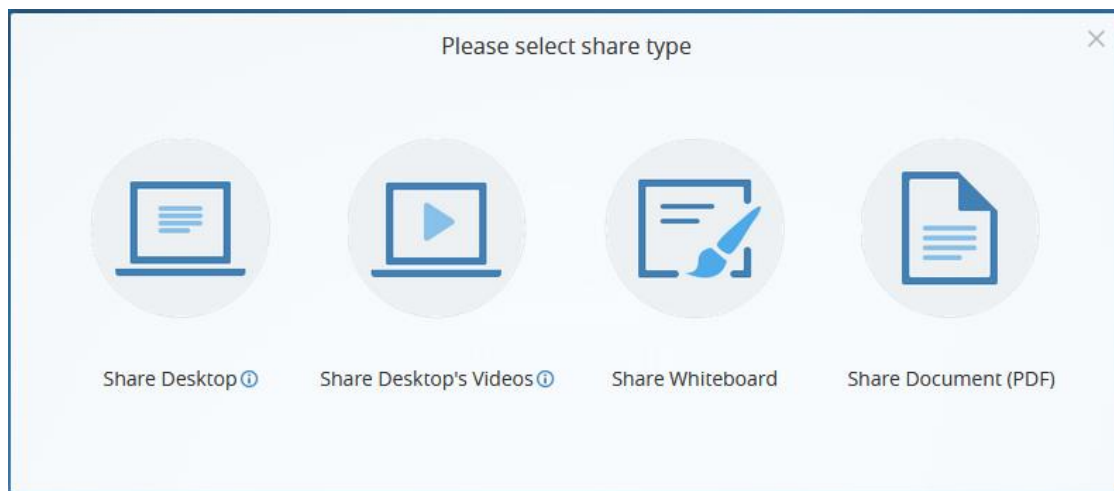 Please select share type
Share Desktop
Share Desktop's Videos
Share Whiteboard
Share Document (PDF)